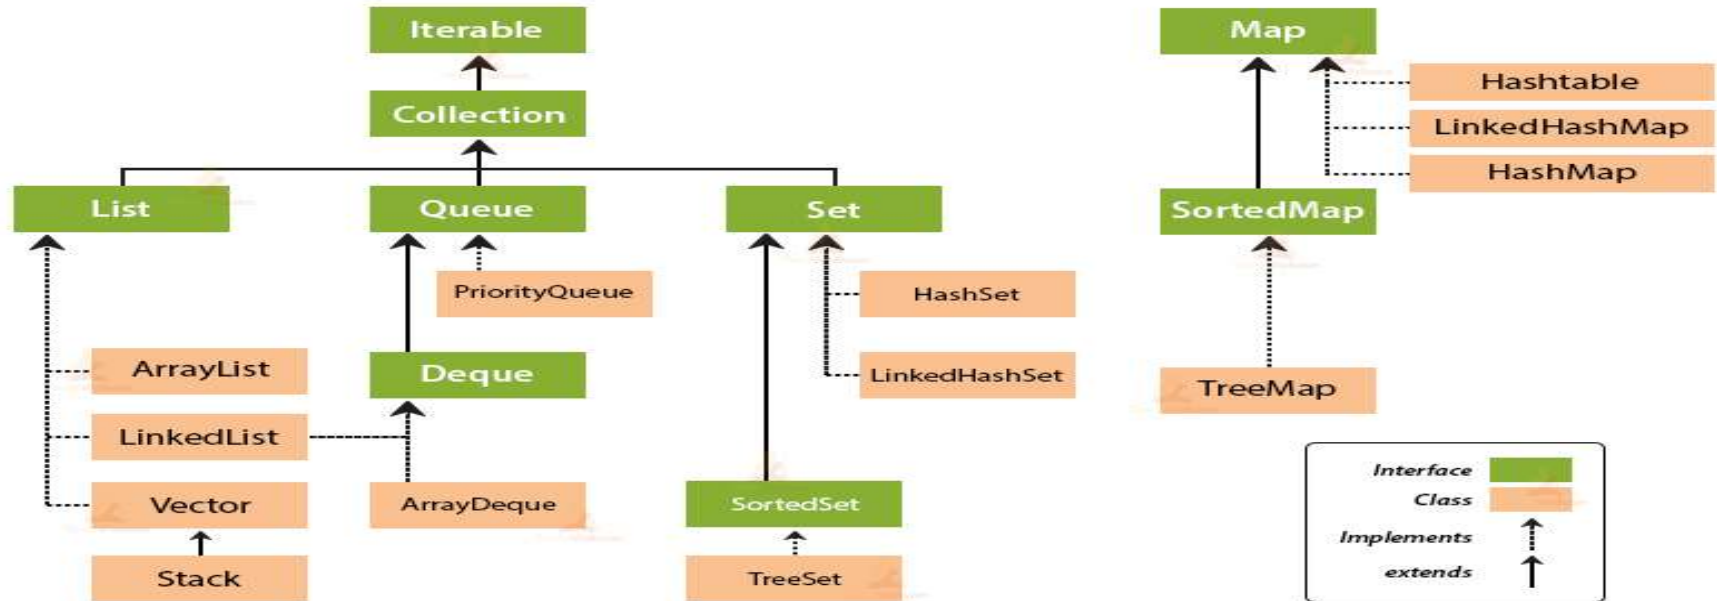 Iterable
Collection
List
Queue
Set
PriorityQueue
HashSet
ArrayList
Deque
LinkedHashSet
LinkedList
Vector
ArrayDeque
SortedSet
Stack
TreeSet
Map
Hashtable
LinkedHashMap
HashMap
SortedMap
TreeMap
Interface
Class
Implements
extends